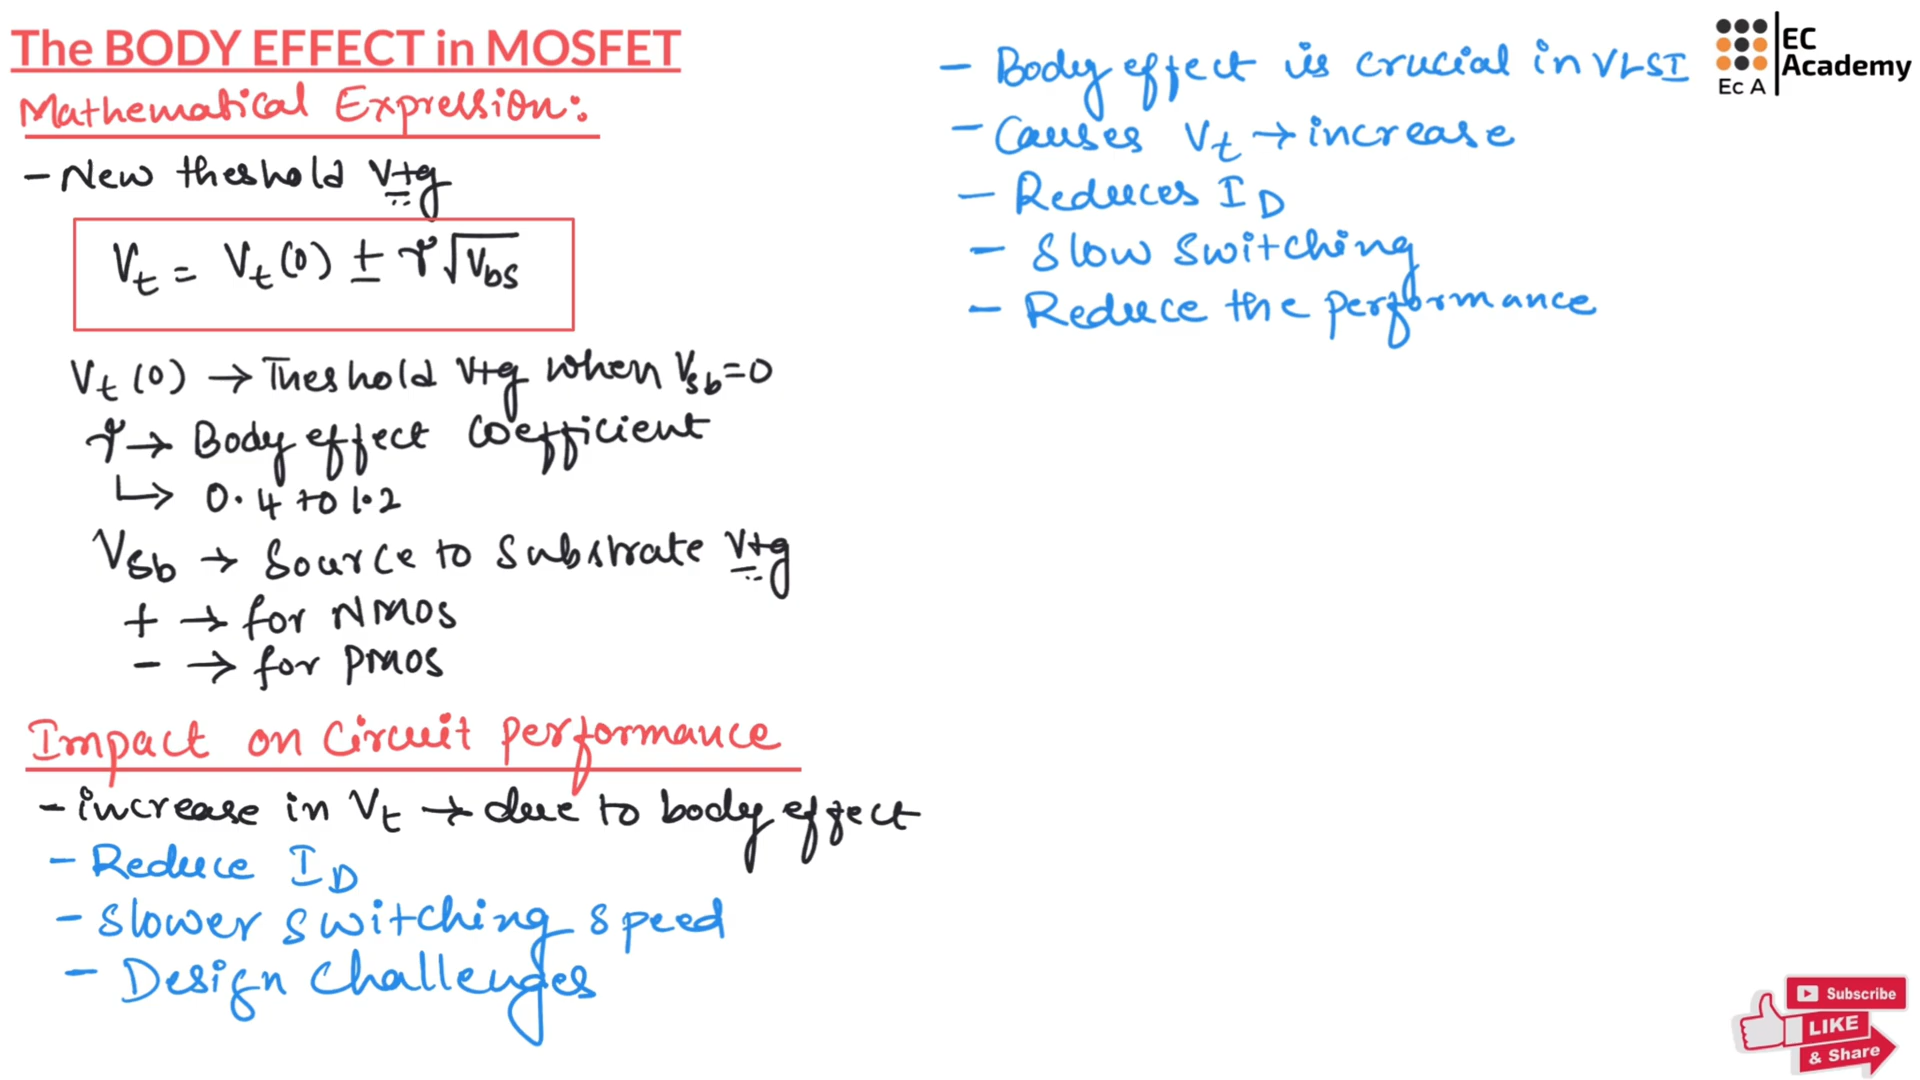 The BODY EFFECT in MOSFET
Mathematical Expression:
- New theshold Vtg
Vt = Vt(0) ± γ√Vbs
Vt(0) → Theshold Vtg when Vsb=0
γ → Body effect coefficient
↳ 0.4 to 1.2
Vsb → Source to substrate Vtg
+ → for NMOS
- → for PMOS
Impact on Circuit performance
- increase in Vt → due to body effect
- Reduce ID
- Slower switching speed
- Design challenges
- Body effect is crucial in VLSI
- Causes Vt → increase
- Reduces ID
- Slow switching
- Reduce the performance
EC
Academy
Ec A
Subscribe
LIKE
& Share